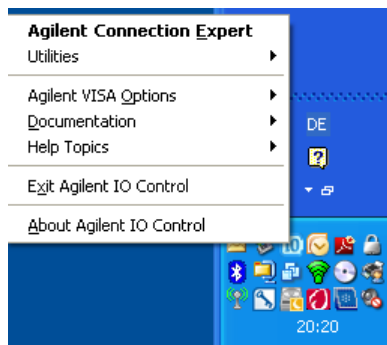 Agilent Connection Expert
Utilities
Agilent VISA Options
Documentation
Help Topics
Exit Agilent IO Control
About Agilent IO Control
DE
?
IO
20:20